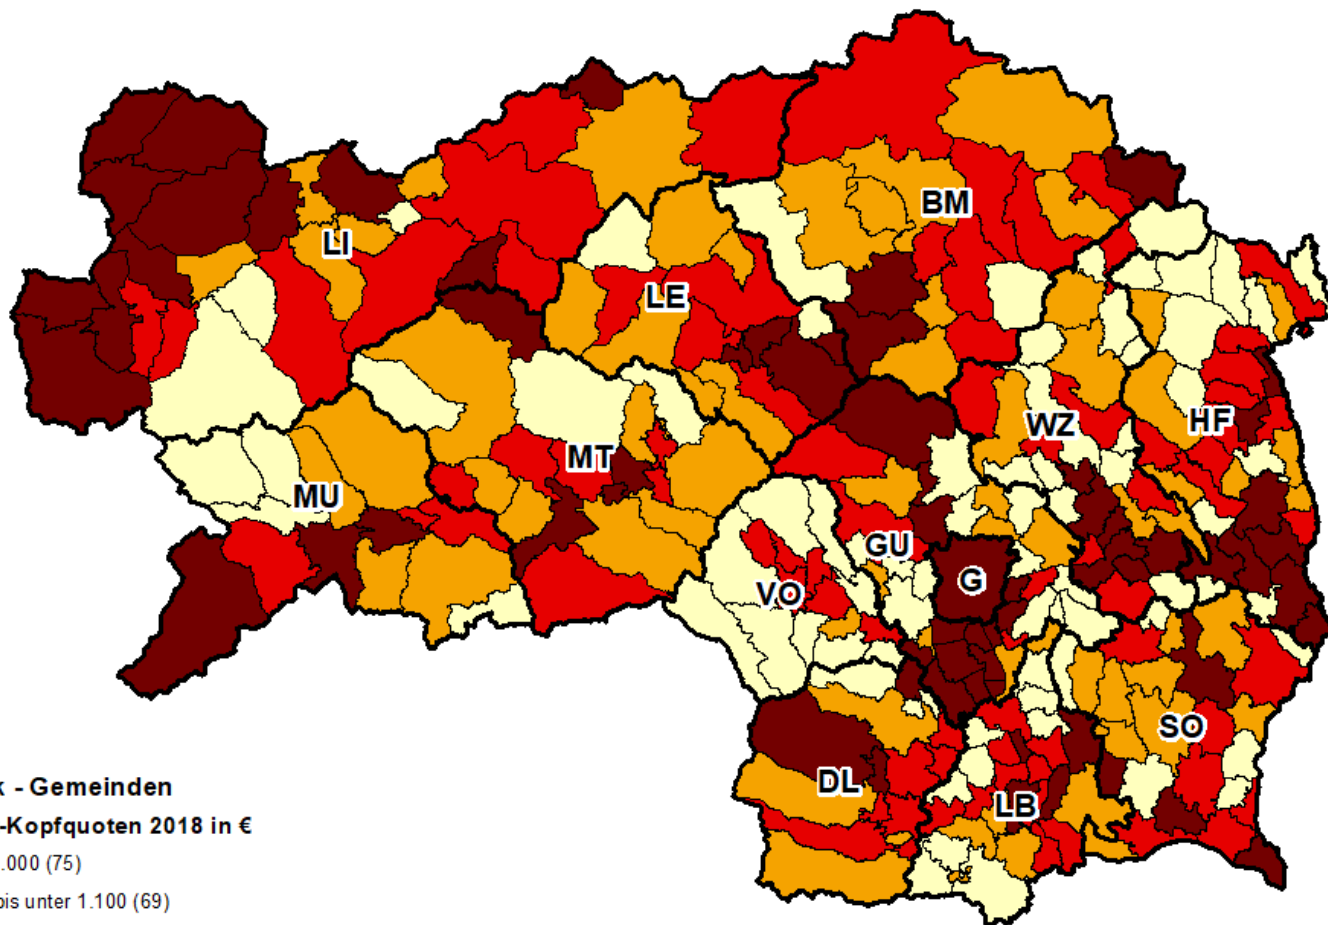 BM
LI
LE
HF
WZ
MT
MU
GU
G
VO
SO
DL
LB
- Gemeinden
-Kopfquoten 2018 in €
.000 (75)
bis unter 1.100 (69)